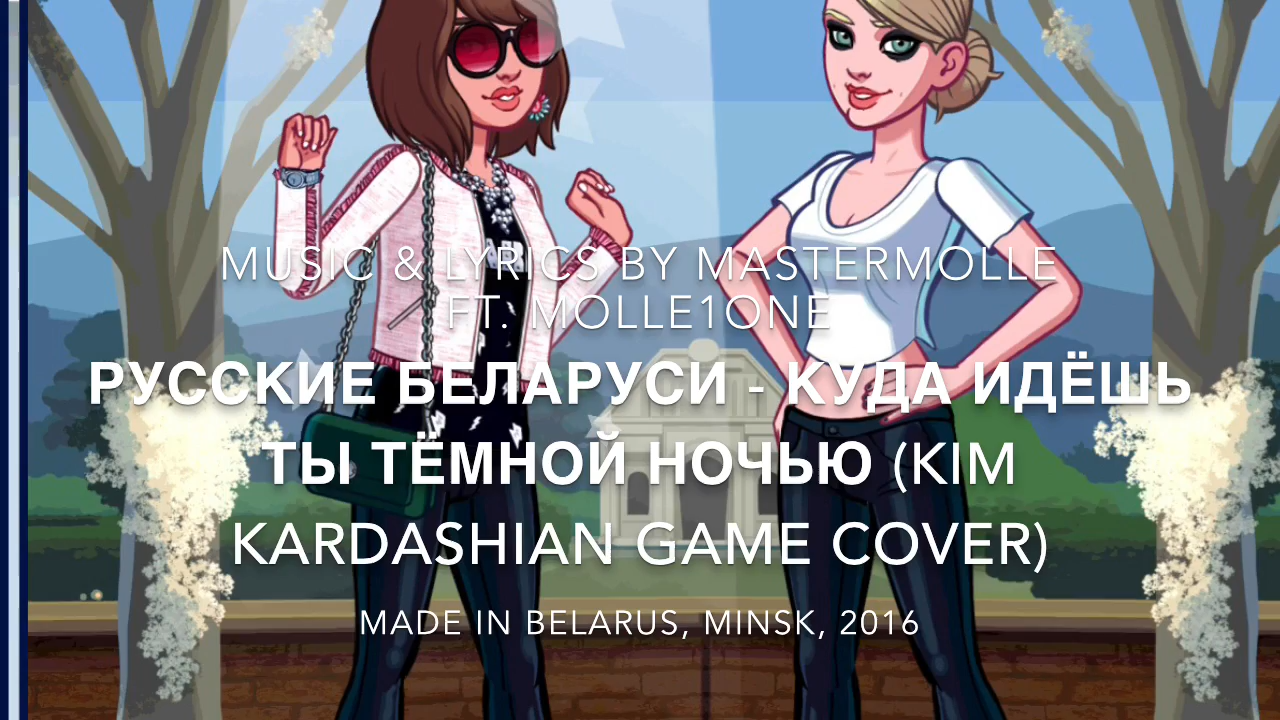 MUSIC & LYRICS BY MASTERMOLLE
FT. MOLLE1ONE
РУССКИЕ БЕЛАРУСИ - КУДА ИДЁШЬ
ТЫ ТЁМНОЙ НОЧЬЮ (KIM
KARDASHIAN GAME COVER)
MADE IN BELARUS, MINSK, 2016